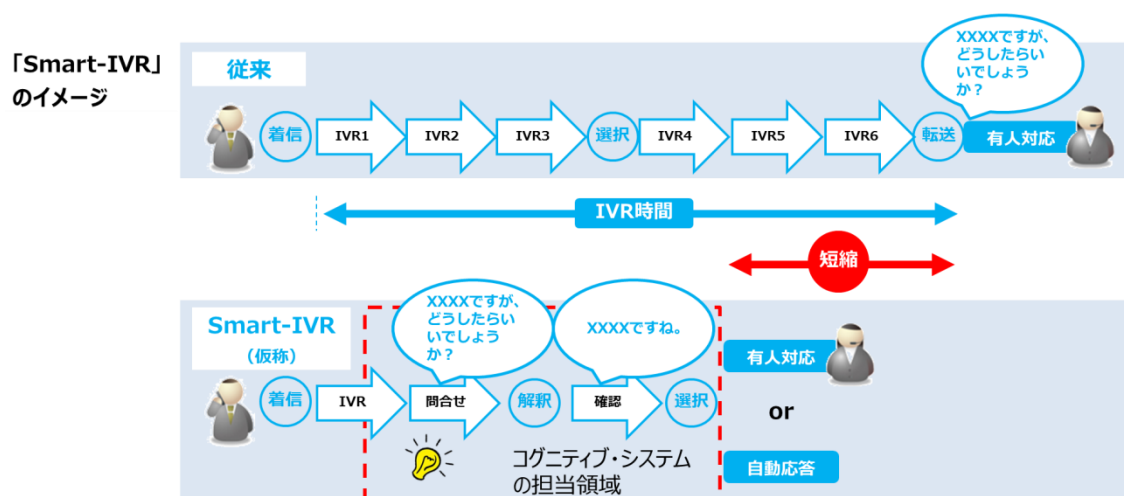 「Smart-IVR」
のイメージ
従来
XXXXですが、
どうしたらい
いでしょう
か？
着信
IVR1
IVR2
IVR3
選択
IVR4
IVR5
IVR6
転送
有人対応
IVR時間
短縮
Smart-IVR
（仮称）
XXXXですが、
どうしたらい
いでしょう
か？
XXXXですね。
有人対応
着信
IVR
問合せ
解釈
確認
選択
or
コグニティブ・システム
の担当領域
自動応答